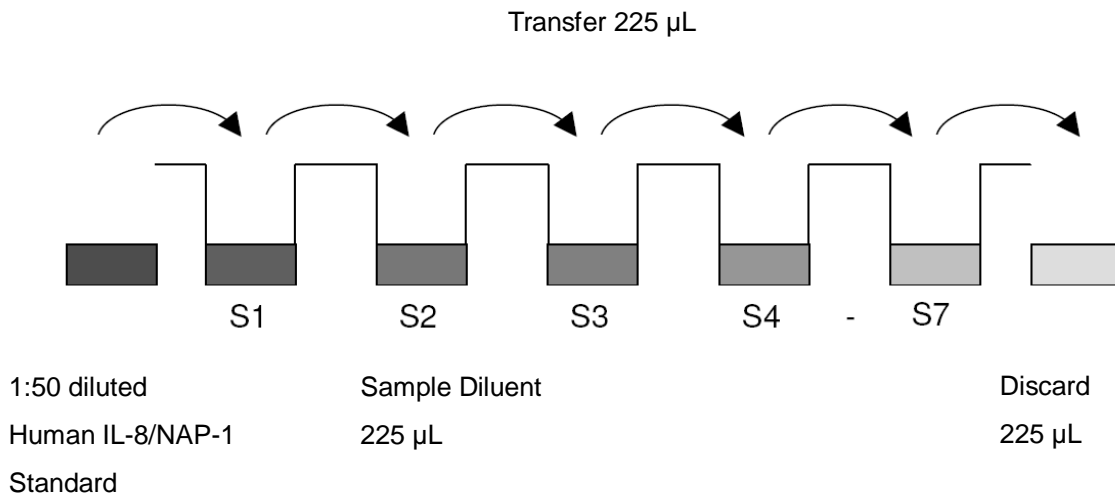 Transfer 225 µL
S1 S2 S3 S4 - S7
1:50 diluted
Human IL-8/NAP-1
Standard
Sample Diluent
225 µL
Discard
225 µL